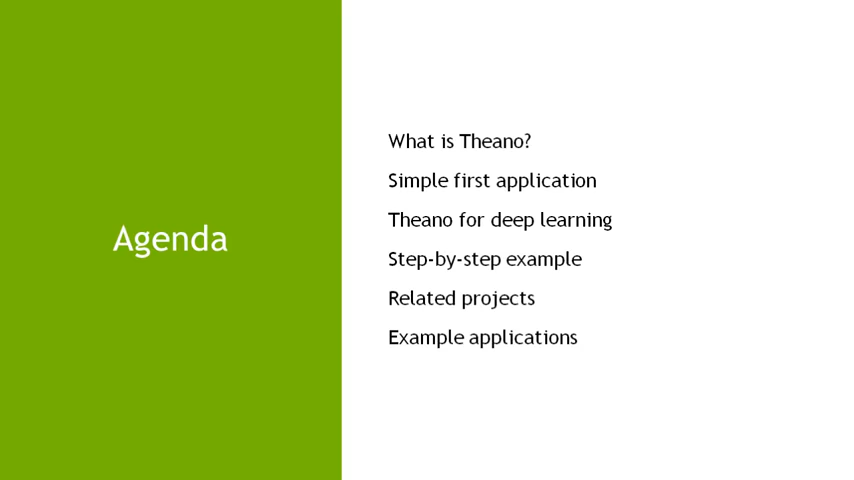 Agenda
What is Theano?
Simple first application
Theano for deep learning
Step-by-step example
Related projects
Example applications